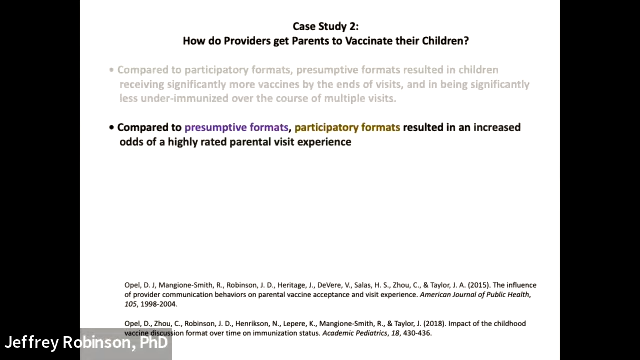 Case Study 2:
How do Providers get Parents to Vaccinate their Children?
• Compared to participatory formats, presumptive formats resulted in children
receiving significantly more vaccines by the ends of visits, and in being significantly
less under-immunized over the course of multiple visits.
• Compared to presumptive formats, participatory formats resulted in an increased
odds of a highly rated parental visit experience
Opel, D. J, Mangione-Smith, R., Robinson, J. D., Heritage, J., DeVere, V., Salas, H. S., Zhou, C., & Taylor, J. A. (2015). The influence
of provider communication behaviors on parental vaccine acceptance and visit experience. American Journal of Public Health,
105, 1998-2004.
Opel, D., Zhou, C., Robinson, J. D., Henrikson, N., Lepere, K., Mangione-Smith, R., & Taylor, J. (2018). Impact of the childhood
vaccine discussion format over time on immunization status. Academic Pediatrics, 18, 430-436.
Jeffrey Robinson, PhD